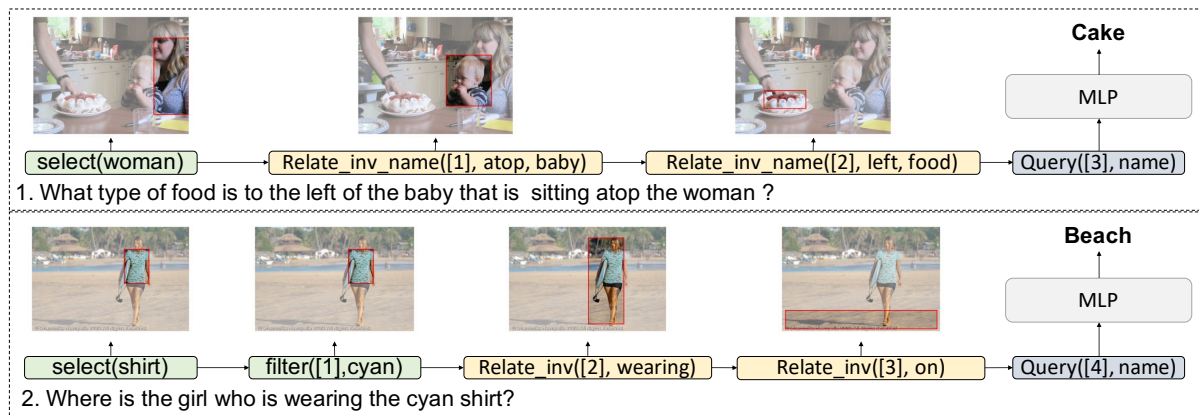 Cake
MLP
select(woman)
Relate_inv_name([1], atop, baby)
Relate_inv_name([2], left, food)
Query([3], name)
1. What type of food is to the left of the baby that is sitting atop the woman ?
Beach
MLP
select(shirt)
filter([1],cyan)
Relate_inv([2], wearing)
Relate_inv([3], on)
Query([4], name)
2. Where is the girl who is wearing the cyan shirt?